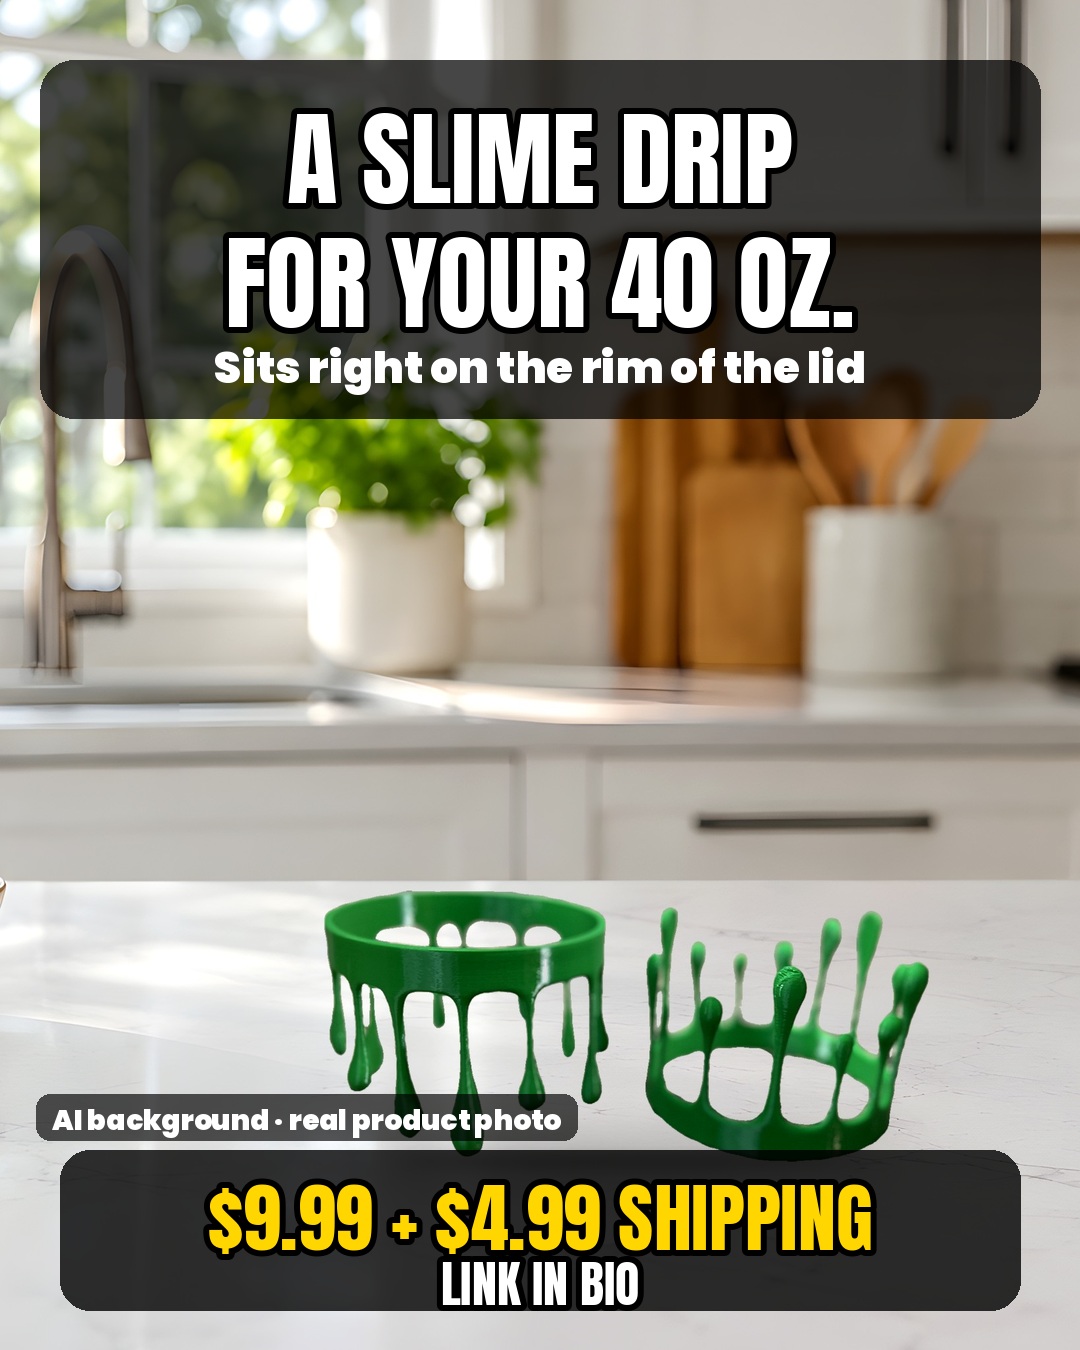 A SLIME DRIP
FOR YOUR 40 OZ.
Sits right on the rim of the lid
AI background · real product photo
$9.99 + $4.99 SHIPPING
LINK IN BIO